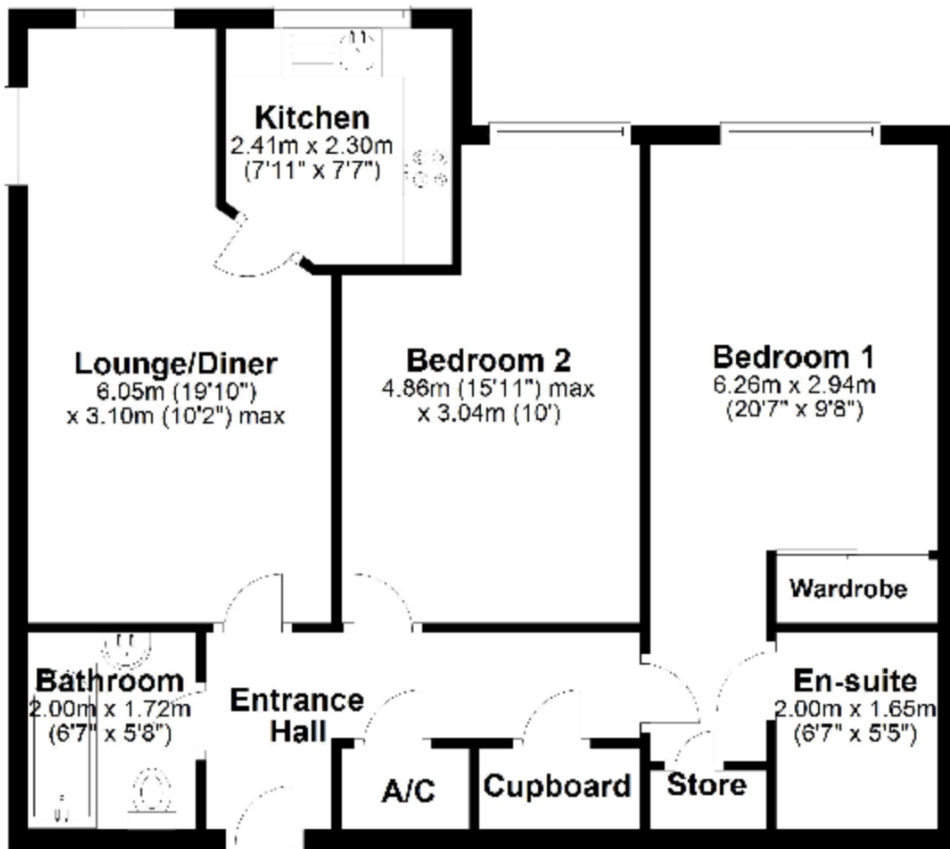 Kitchen
2.41m x 2.30m
(7'11" x 7'7")
Lounge/Diner
6.05m (19'10")
x 3.10m (10'2") max
Bedroom 2
4.86m (15'11") max
x 3.04m (10')
Bedroom 1
6.26m x 2.94m
(20'7" x 9'8")
Wardrobe
Bathroom
2.00m x 1.72m
(6'7" x 5'8")
Entrance
Hall
En-suite
2.00m x 1.65m
(6'7" x 5'5")
A/C
Cupboard
Store